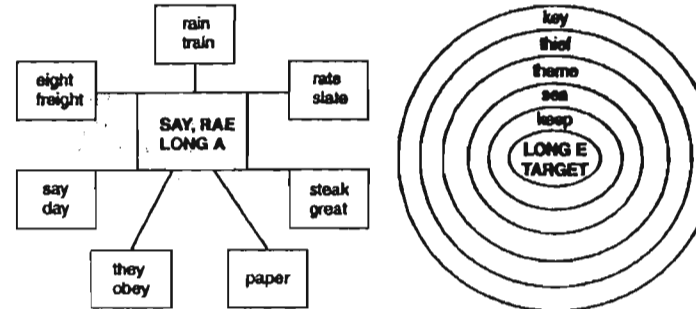 rain
train
eight
freight
rate
slate
SAY, RAE
LONG A
say
day
steak
great
they
obey
paper
key
thief
theme
sea
keep
LONG E
TARGET